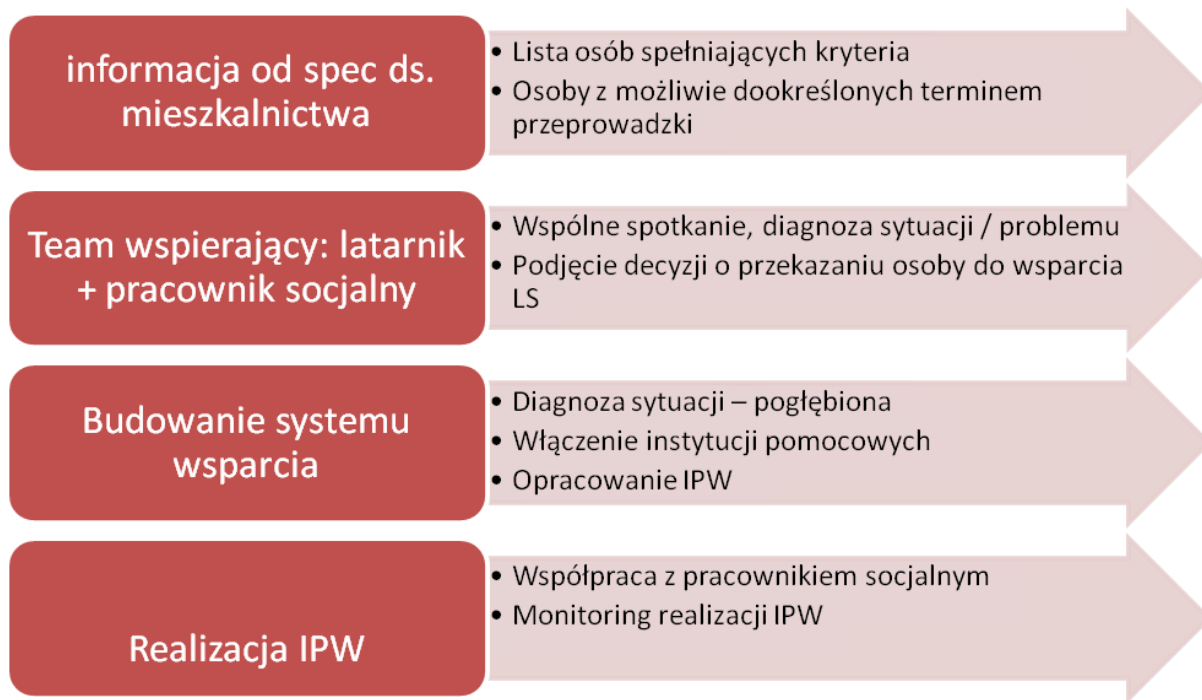 informacja od spec ds.
mieszkalnictwa
• Lista osób spełniających kryteria
• Osoby z możliwie dookreślonych terminem
przeprowadzki
Team wspierający: latarnik
+ pracownik socjalny
• Wspólne spotkanie, diagnoza sytuacji / problemu
• Podjęcie decyzji o przekazaniu osoby do wsparcia
LS
Budowanie systemu
wsparcia
• Diagnoza sytuacji – pogłębiona
• Włączenie instytucji pomocowych
• Opracowanie IPW
Realizacja IPW
• Współpraca z pracownikiem socjalnym
• Monitoring realizacji IPW